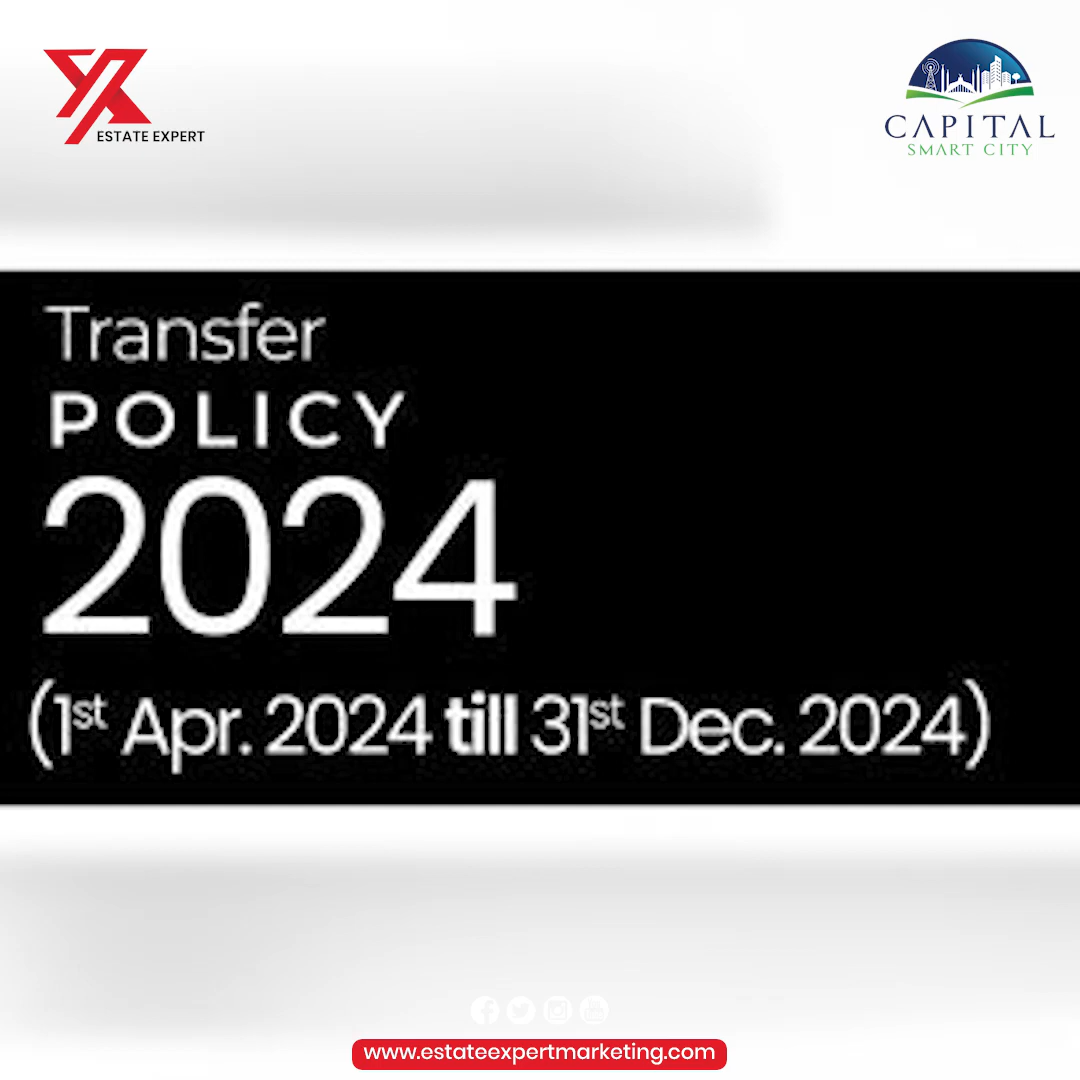 ESTATE EXPERT
CAPITAL
SMART CITY
Transfer
POLICY
2024
(1st Apr. 2024 till 31st Dec. 2024)
www.estateexpertmarketing.com